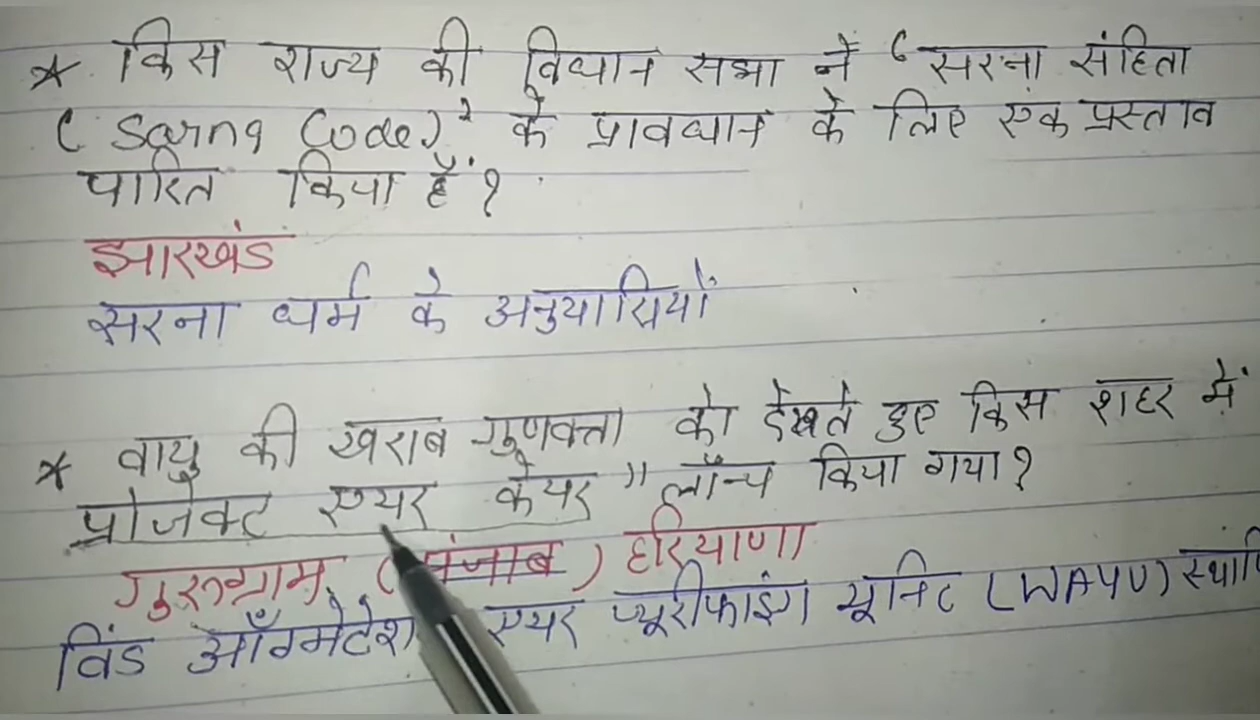 * किस राज्य की विधान सभा ने ‘सरना संहिता
( Sarna Code)’ के प्रावधान के लिए एक प्रस्ताव
पारित किया हैं?
झारखंड
सरना धर्म के अनुयायियों
* वायु की खराब गुणवत्ता को देखते हुए किस शहर में
प्रोजेक्ट एयर केयर " लॉन्च किया गया?
गुरुग्राम (पंजाब) हरियाणा
विंड ऑग्मेंटेश एयर प्यूरीफाइंग यूनिट (WAYU)